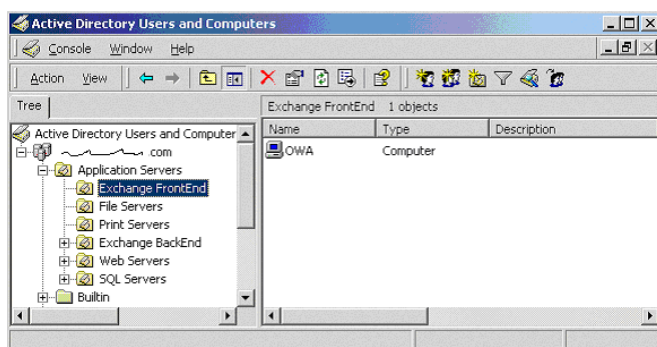 Active Directory Users and Computers
Console Window Help
Action View
Tree
Exchange FrontEnd 1 objects
Active Directory Users and Computer
.com
Application Servers
Exchange FrontEnd
File Servers
Print Servers
Exchange BackEnd
Web Servers
SQL Servers
Builtin
Name Type Description
OWA Computer